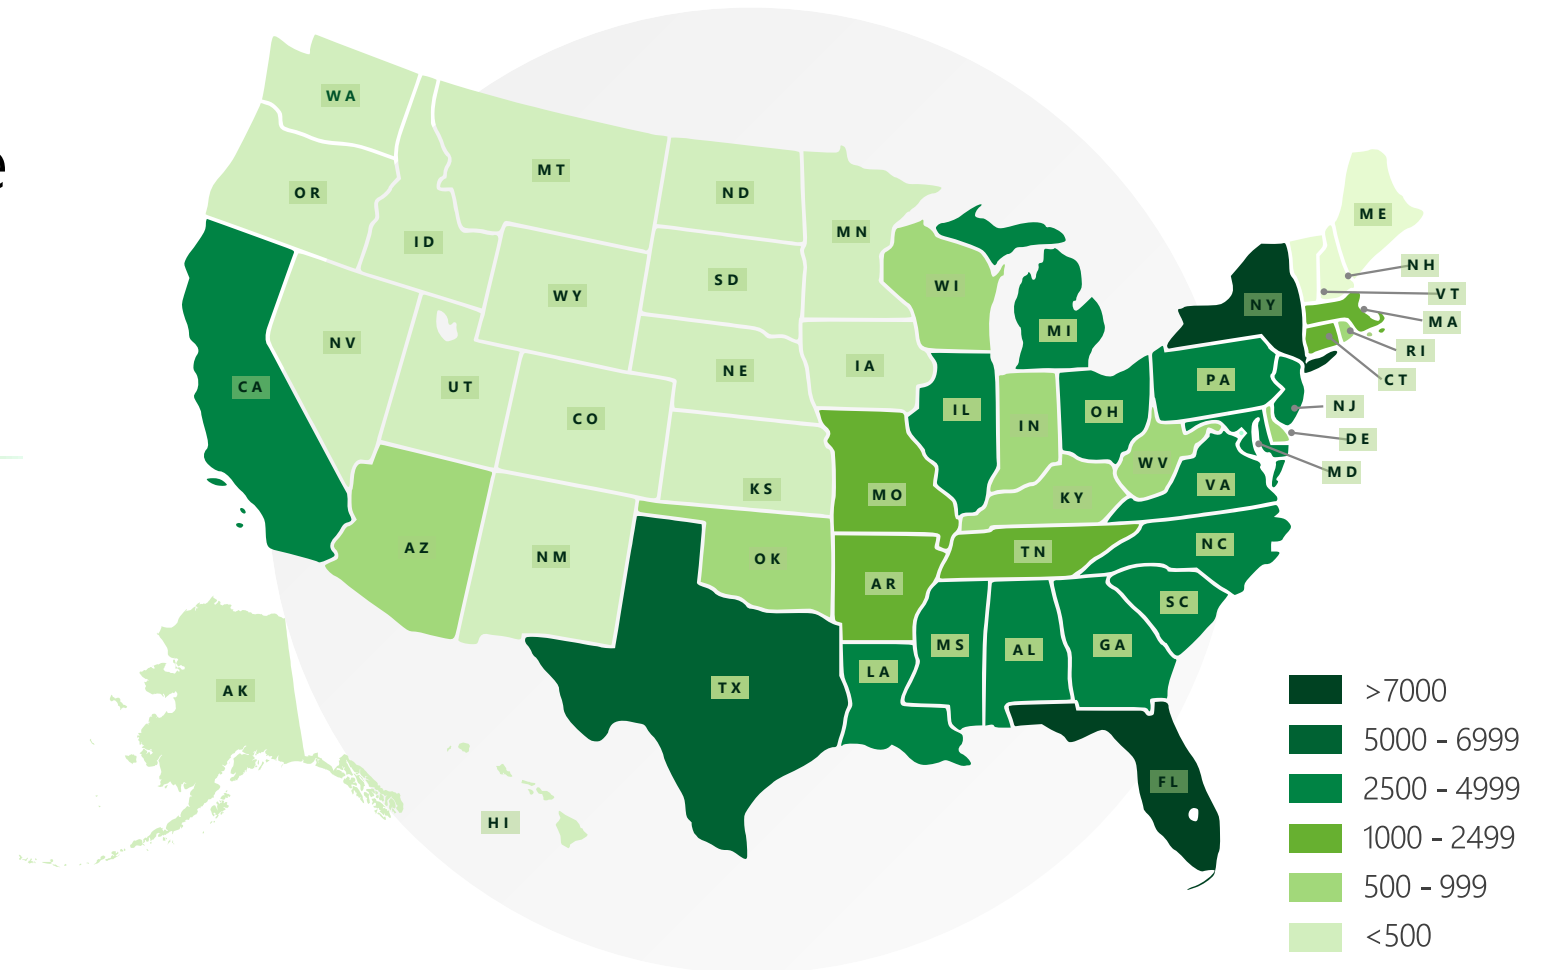 e
WA
MT
ND
OR
MN
ME
ID
NH
SD
WI
VT
WY
NY
MA
MI
NV
RI
IA
NE
PA
CT
CA
UT
NJ
IL
OH
CO
IN
DE
WV
MD
KS
VA
MO
KY
NC
AZ
TN
NM
OK
AR
SC
MS
GA
AL
LA
TX
AK
FL
HI
>7000
5000 - 6999
2500 - 4999
1000 - 2499
500 - 999
<500